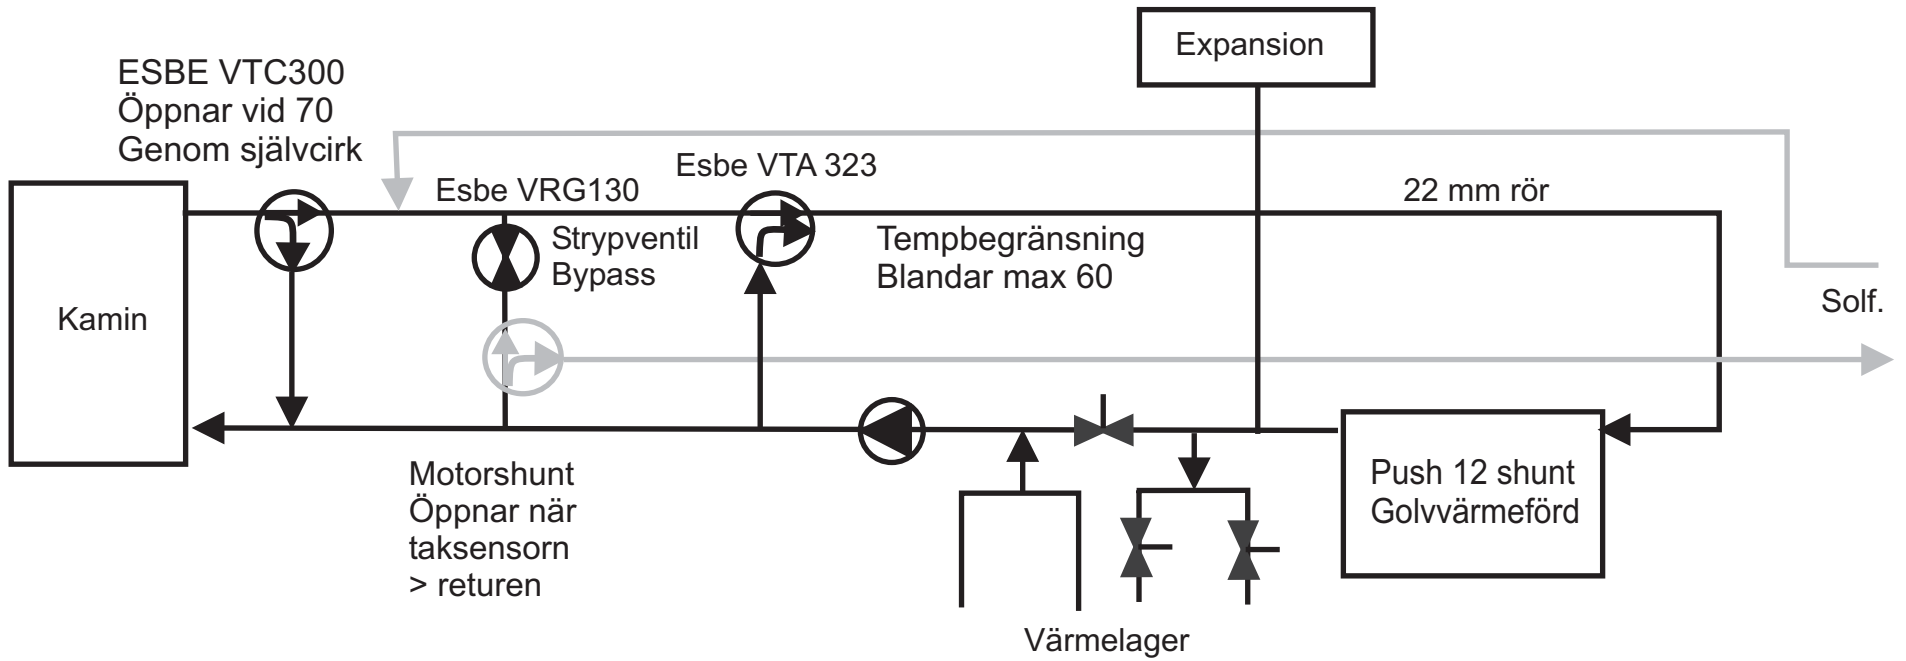 Expansion
ESBE VTC300
Öppnar vid 70
Genom självcirk
Esbe VTA 323
Esbe VRG130
22 mm rör
Strypventil
Bypass
Tempbegränsning
Blandar max 60
Kamin
Solf.
Motorshunt
Öppnar när
taksensorn
> returen
Push 12 shunt
Golvvärmeförd
Värmelager